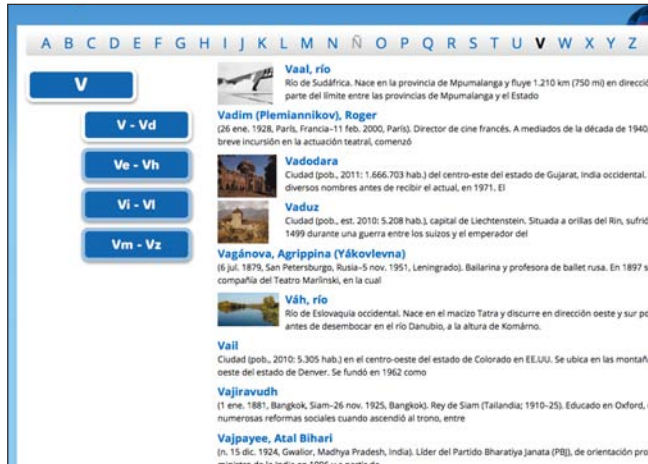 A B C D E F G H I J K L M N Ñ O P Q R S T U V W X Y Z
V
V - Vd
Ve - Vh
Vi - Vl
Vm - Vz
Vaal, río
Río de Sudáfrica. Nace en la provincia de Mpumalanga y fluye 1.210 km (750 mi) en direcció
parte del límite entre las provincias de Mpumalanga y el Estado
Vadim (Plemiannikov), Roger
(26 ene. 1928, París, Francia–11 feb. 2000, París). Director de cine francés. A mediados de la década de 1940,
breve incursión en la actuación teatral, comenzó
Vadodara
Ciudad (pob., 2011: 1.666.703 hab.) del centro-este del estado de Gujarat, India occidental.
diversos nombres antes de recibir el actual, en 1971. El
Vaduz
Ciudad (pob., est. 2010: 5.208 hab.), capital de Liechtenstein. Situada a orillas del Rin, sufrió
1499 durante una guerra entre los suizos y el emperador del
Vagánova, Agrippina (Yákovlevna)
(6 jul. 1879, San Petersburgo, Rusia–5 nov. 1951, Leningrado). Bailarina y profesora de ballet rusa. En 1897 s
compañía del Teatro Mariinski, en la cual
Váh, río
Río de Eslovaquia occidental. Nace en el macizo Tatra y discurre en dirección oeste y sur po
antes de desembocar en el río Danubio, a la altura de Komárno.
Vail
Ciudad (pob., 2010: 5.305 hab.) en el centro-oeste del estado de Colorado en EE.UU. Se ubica en las montaña
oeste del estado de Denver. Se fundó en 1962 como
Vajiravudh
(1 ene. 1881, Bangkok, Siam–26 nov. 1925, Bangkok). Rey de Siam (Tailandia; 1910–25). Educado en Oxford,
numerosas reformas sociales cuando ascendió al trono, entre
Vajpayee, Atal Bihari
(n. 15 dic. 1924, Gwalior, Madhya Pradesh, India). Líder del Partido Bharatiya Janata (PBJ), de orientación pro